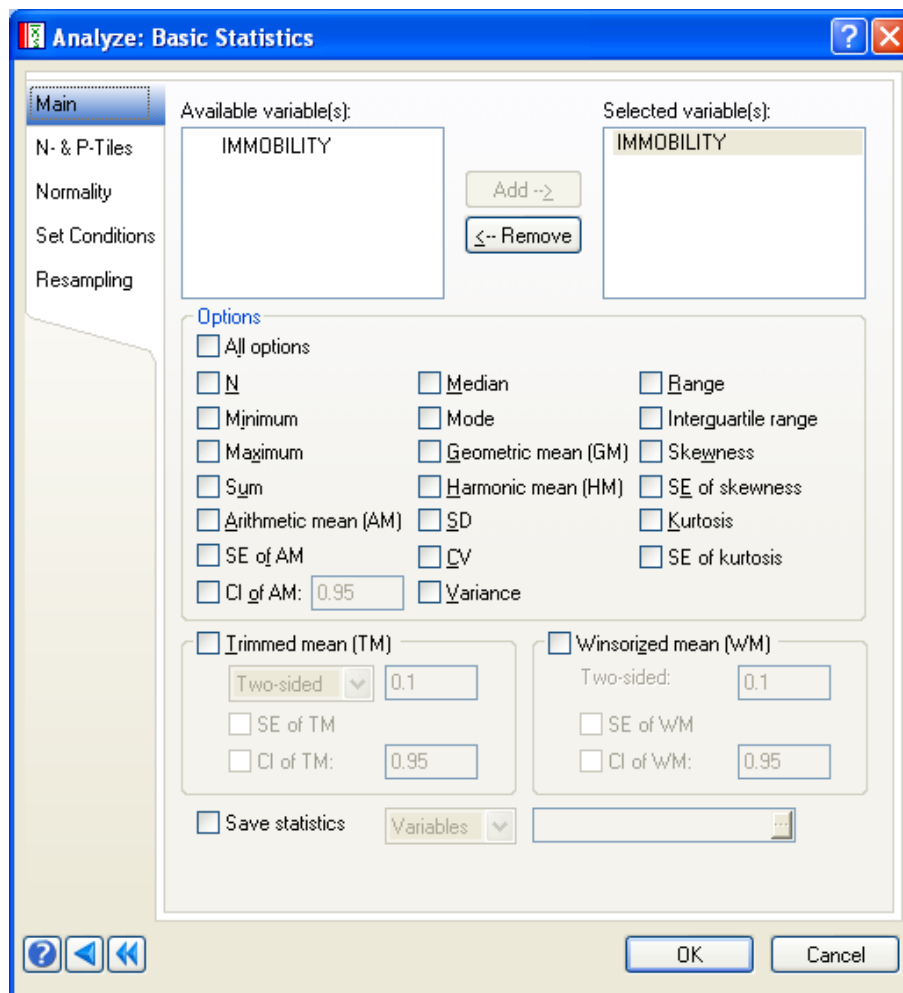 Analyze: Basic Statistics
Main
N- & P-Tiles
Normality
Set Conditions
Resampling
Available variable(s):
IMMOBILITY
Add -->
<-- Remove
Selected variable(s):
IMMOBILITY
Options
All options
N
Median
Range
Minimum
Mode
Interquartile range
Maximum
Geometric mean (GM)
Skewness
Sum
Harmonic mean (HM)
SE of skewness
Arithmetic mean (AM)
SD
Kurtosis
SE of AM
CV
SE of kurtosis
CI of AM: 0.95
Variance
Trimmed mean (TM)
Two-sided 0.1
SE of TM
CI of TM: 0.95
Winsorized mean (WM)
Two-sided: 0.1
SE of WM
CI of WM: 0.95
Save statistics Variables ...
OK Cancel